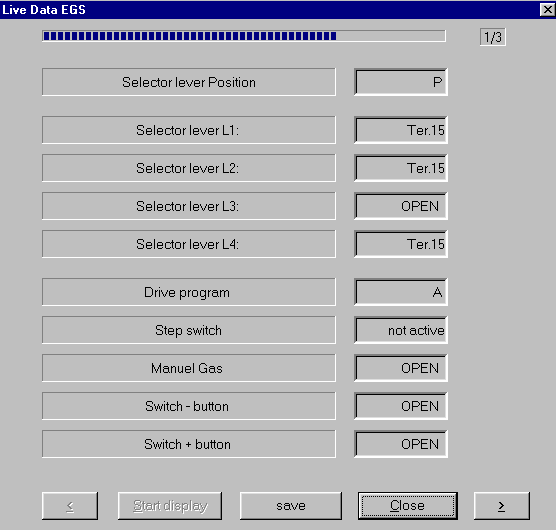 Live Data EGS
1/3
Selector lever Position P
Selector lever L1: Ter.15
Selector lever L2: Ter.15
Selector lever L3: OPEN
Selector lever L4: Ter.15
Drive program A
Step switch not active
Manuel Gas OPEN
Switch - button OPEN
Switch + button OPEN
< Start display save Close >